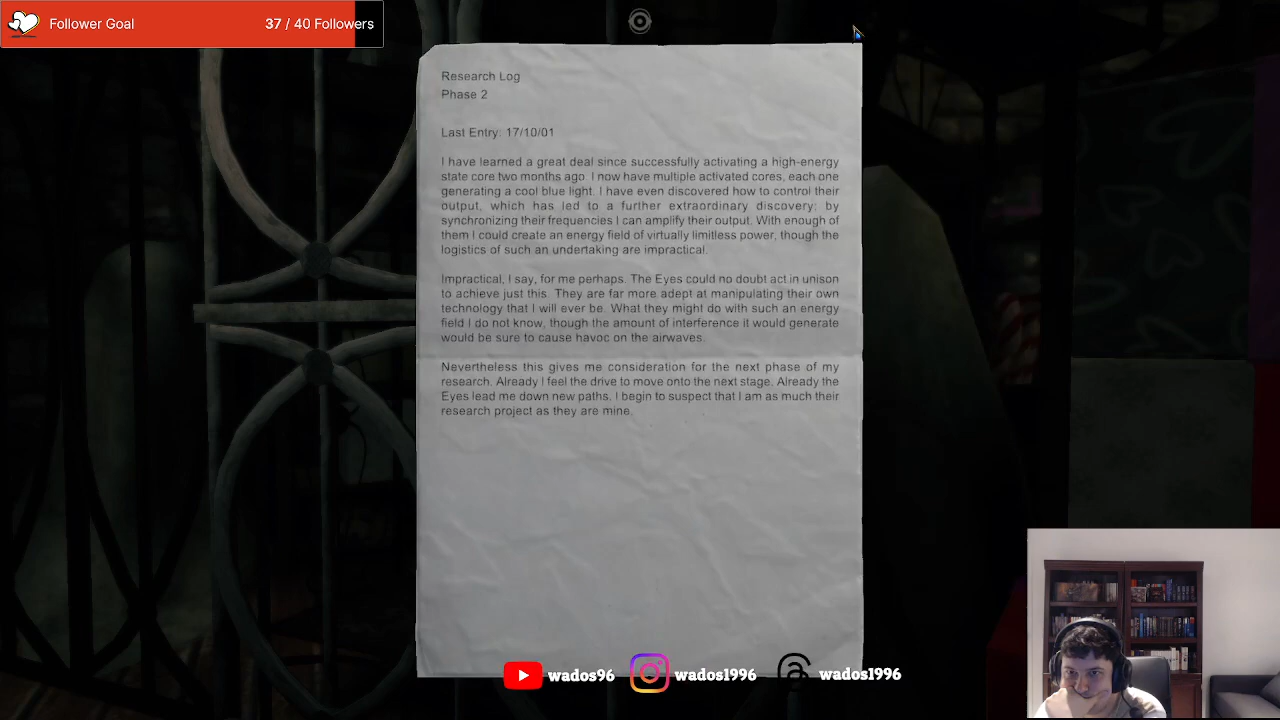 Follower Goal
37 / 40 Followers
Research Log
Phase 2
Last Entry: 17/10/01
I have learned a great deal since successfully activating a high-energy
state core two months ago. I now have multiple activated cores, each one
generating a cool blue light. I have even discovered how to control their
output, which has led to a further extraordinary discovery; by
synchronizing their frequencies I can amplify their output. With enough of
them I could create an energy field of virtually limitless power, though the
logistics of such an undertaking are impractical.
Impractical, I say, for me perhaps. The Eyes could no doubt act in unison
to achieve just this. They are far more adept at manipulating their own
technology that I will ever be. What they might do with such an energy
field I do not know, though the amount of interference it would generate
would be sure to cause havoc on the airwaves.
Nevertheless this gives me consideration for the next phase of my
research. Already I feel the drive to move onto the next stage. Already the
Eyes lead me down new paths. I begin to suspect that I am as much their
research project as they are mine.
wados96
wados1996
wados1996